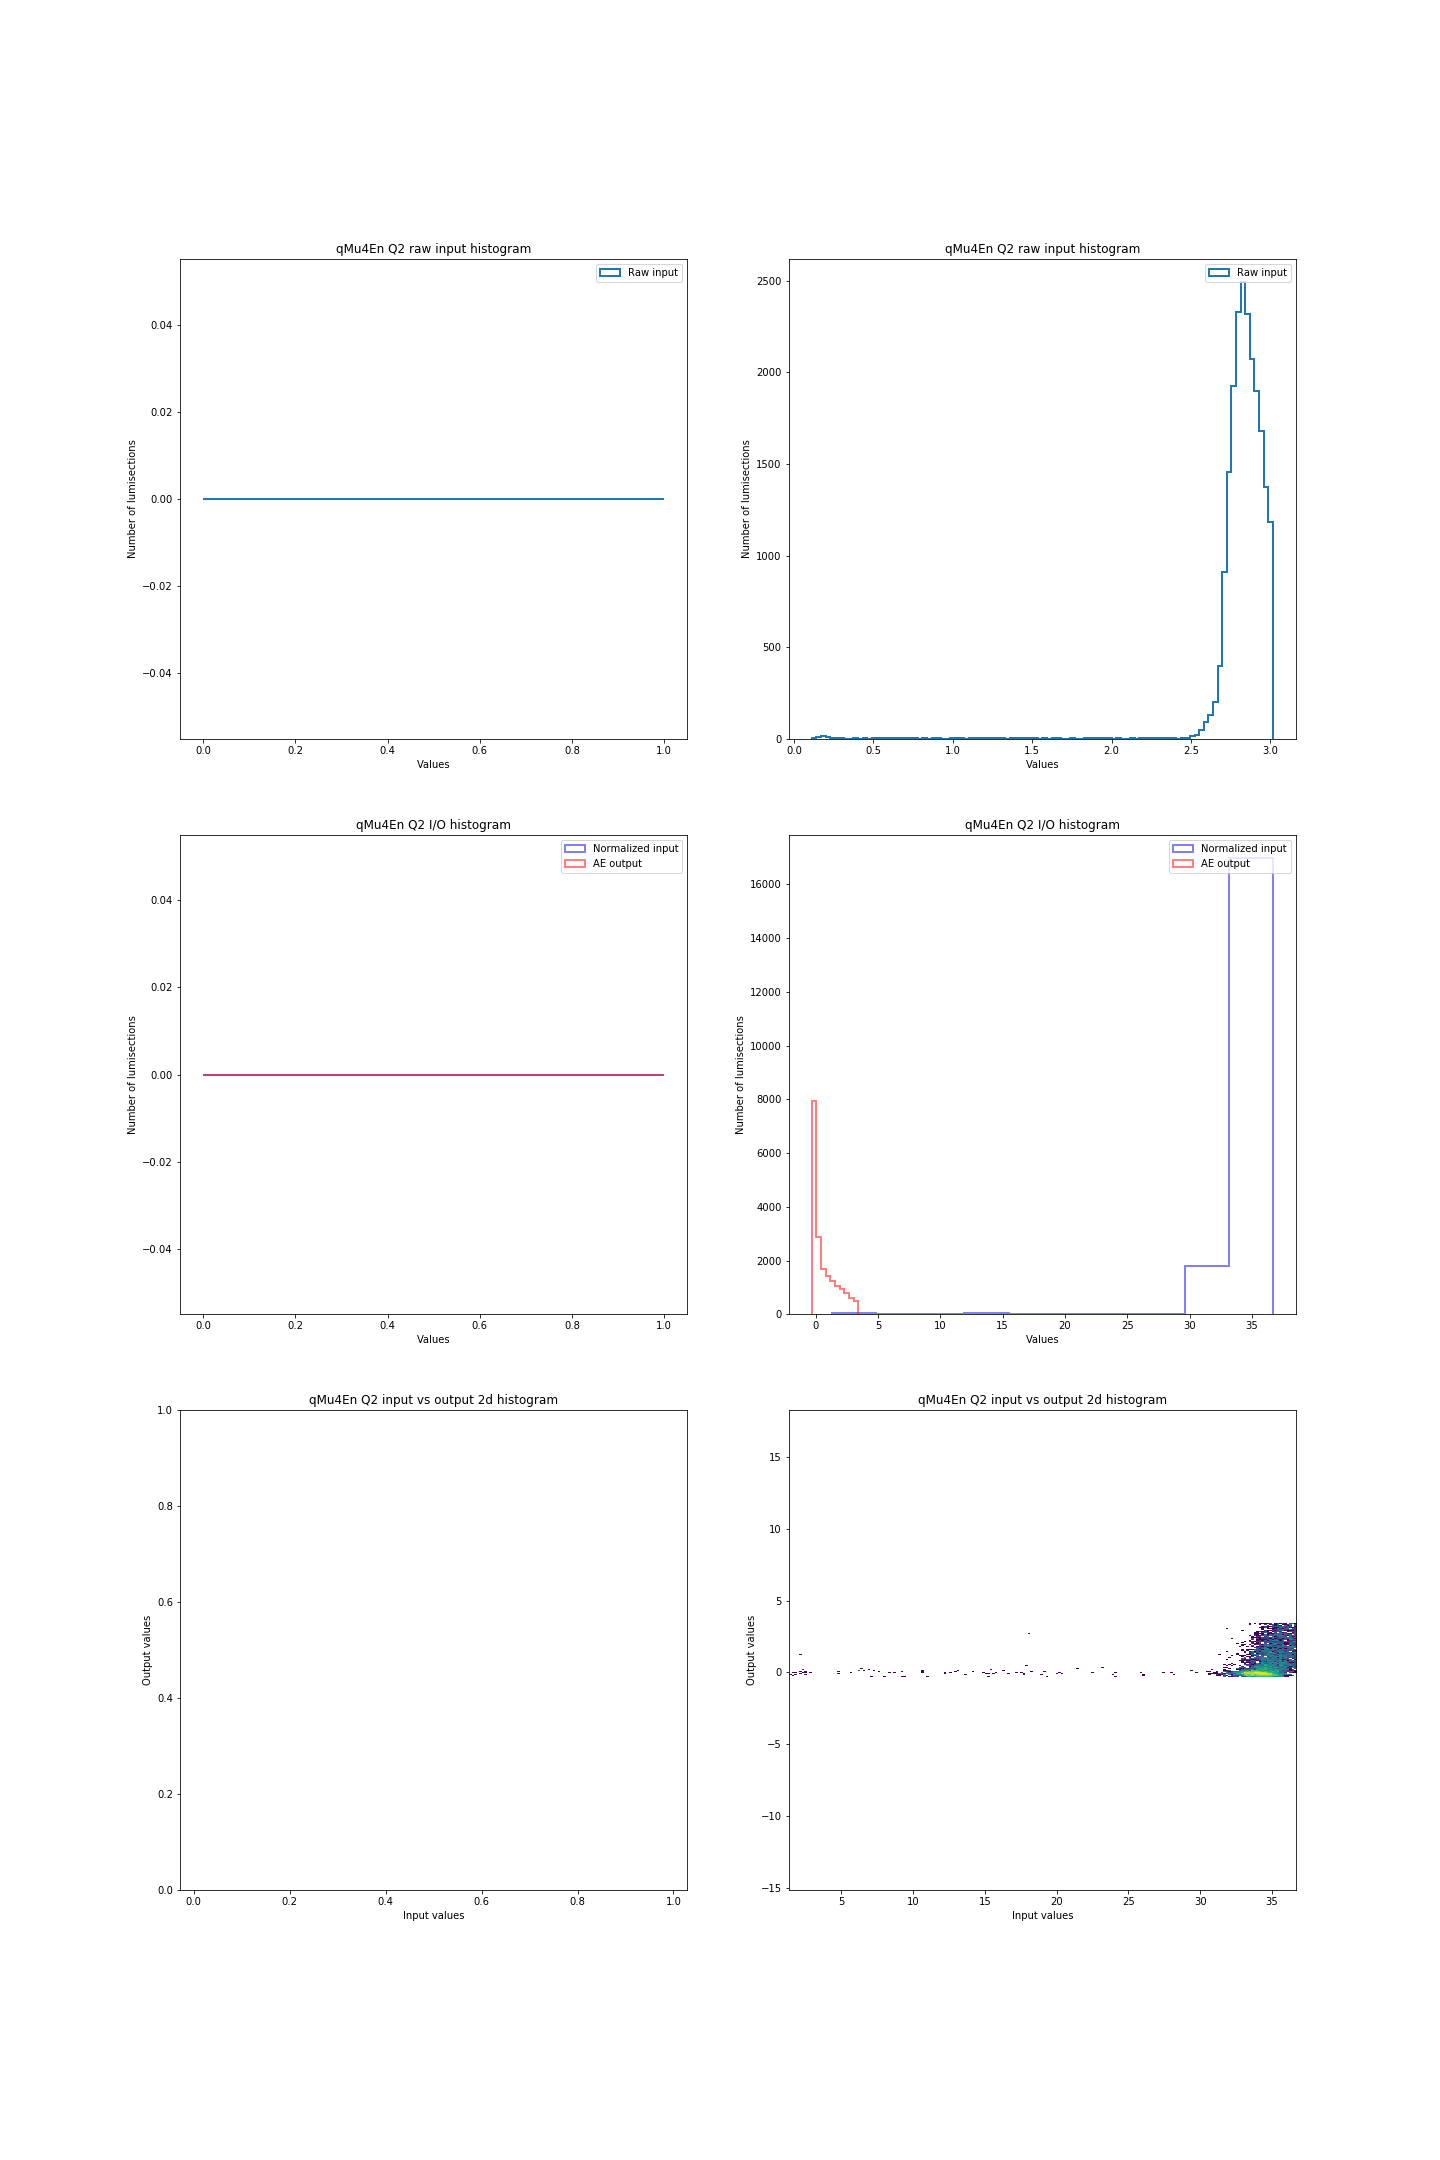 qMu4En Q2 raw input histogram
Raw input
0.04
0.02
0.00
−0.02
−0.04
Number of lumisections
0.0 0.2 0.4 0.6 0.8 1.0
Values
qMu4En Q2 raw input histogram
Raw input
2500
2000
1500
1000
500
0
Number of lumisections
0.0 0.5 1.0 1.5 2.0 2.5 3.0
Values
qMu4En Q2 I/O histogram
Normalized input
AE output
0.04
0.02
0.00
−0.02
−0.04
Number of lumisections
0.0 0.2 0.4 0.6 0.8 1.0
Values
qMu4En Q2 I/O histogram
Normalized input
AE output
16000
14000
12000
10000
8000
6000
4000
2000
0
Number of lumisections
0 5 10 15 20 25 30 35
Values
qMu4En Q2 input vs output 2d histogram
1.0
0.8
0.6
0.4
0.2
0.0
Output values
0.0 0.2 0.4 0.6 0.8 1.0
Input values
qMu4En Q2 input vs output 2d histogram
15
10
5
0
−5
−10
−15
Output values
5 10 15 20 25 30 35
Input values